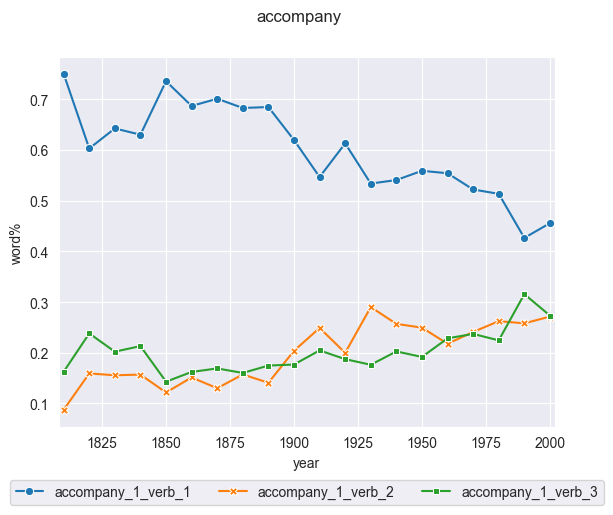 accompany
word%
0.7
0.6
0.5
0.4
0.3
0.2
0.1
1825 1850 1875 1900 1925 1950 1975 2000
year
accompany_1_verb_1 accompany_1_verb_2 accompany_1_verb_3